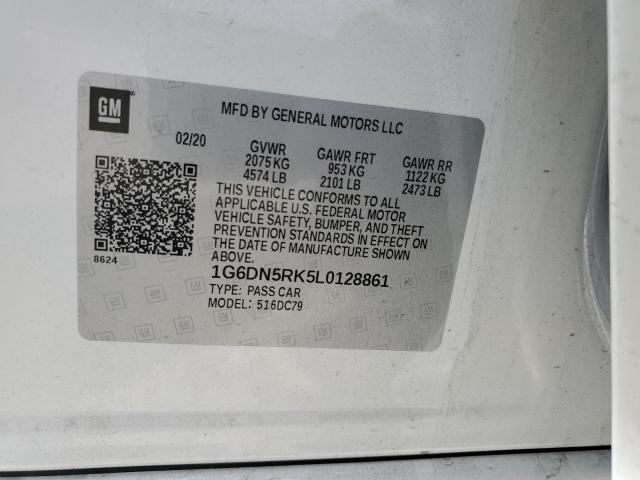 GM
MFD BY GENERAL MOTORS LLC
02/20 GVWR GAWR FRT GAWR RR
2075 KG 953 KG 1122 KG
4574 LB 2101 LB 2473 LB
THIS VEHICLE CONFORMS TO ALL
APPLICABLE U.S. FEDERAL MOTOR
VEHICLE SAFETY, BUMPER, AND THEFT
PREVENTION STANDARDS IN EFFECT ON
THE DATE OF MANUFACTURE SHOWN
ABOVE.
8624
1G6DN5RK5L0128861
TYPE: PASS CAR
MODEL: 516DC79